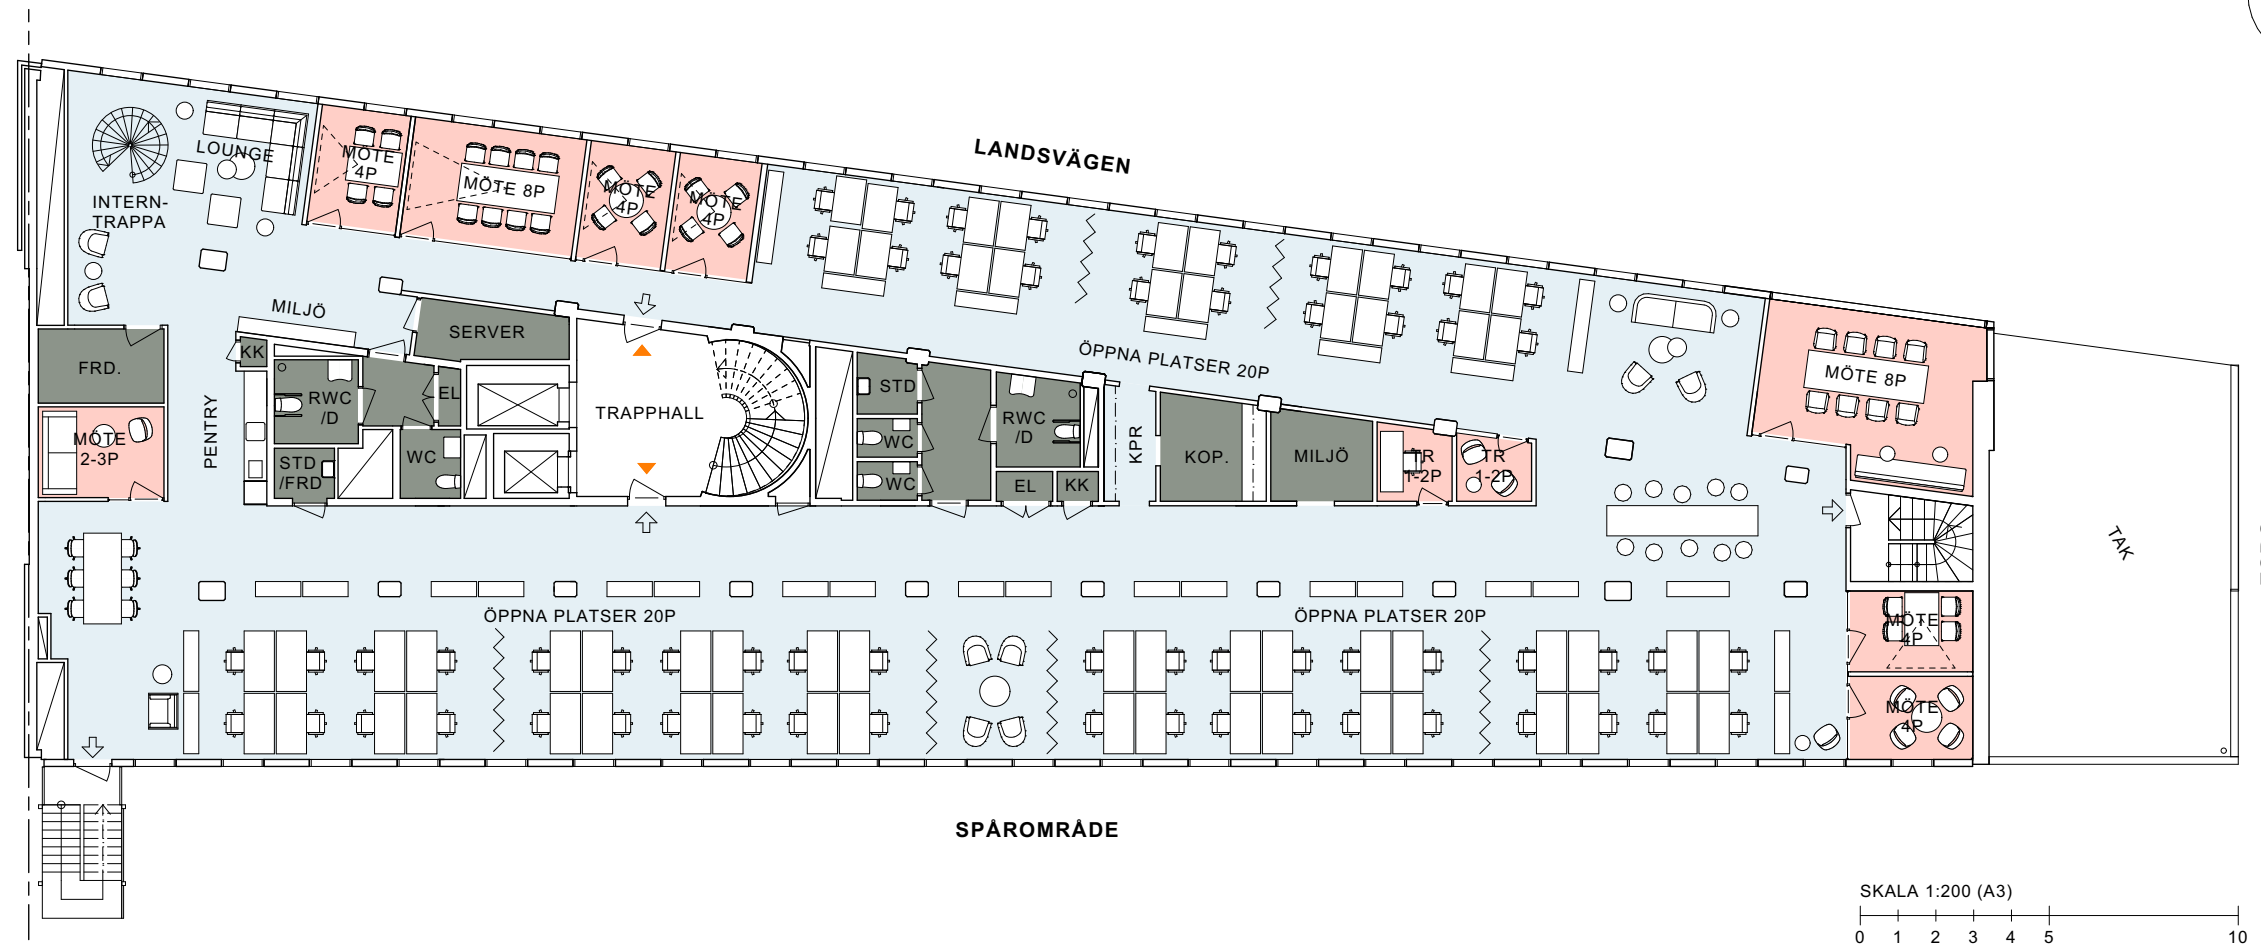 LANDSVÄGEN
LOUNGE
MÖTE
4P
MÖTE 8P
MÖTE
4P
MÖTE
4P
INTERN-
TRAPPA
MILJÖ
SERVER
KK
FRD.
RWC
/D
EL
TRAPPHALL
STD
RWC
/D
WC
WC
ÖPPNA PLATSER 20P
MÖTE 8P
MÖTE
2-3P
PENTRY
STD
/FRD
WC
EL
KK
KPR
KOP.
MILJÖ
TR
1-2P
TR
1-2P
TAK
ÖPPNA PLATSER 20P
ÖPPNA PLATSER 20P
MÖTE
4P
MÖTE
4P
SPÅROMRÅDE
SKALA 1:200 (A3)
0 1 2 3 4 5 10